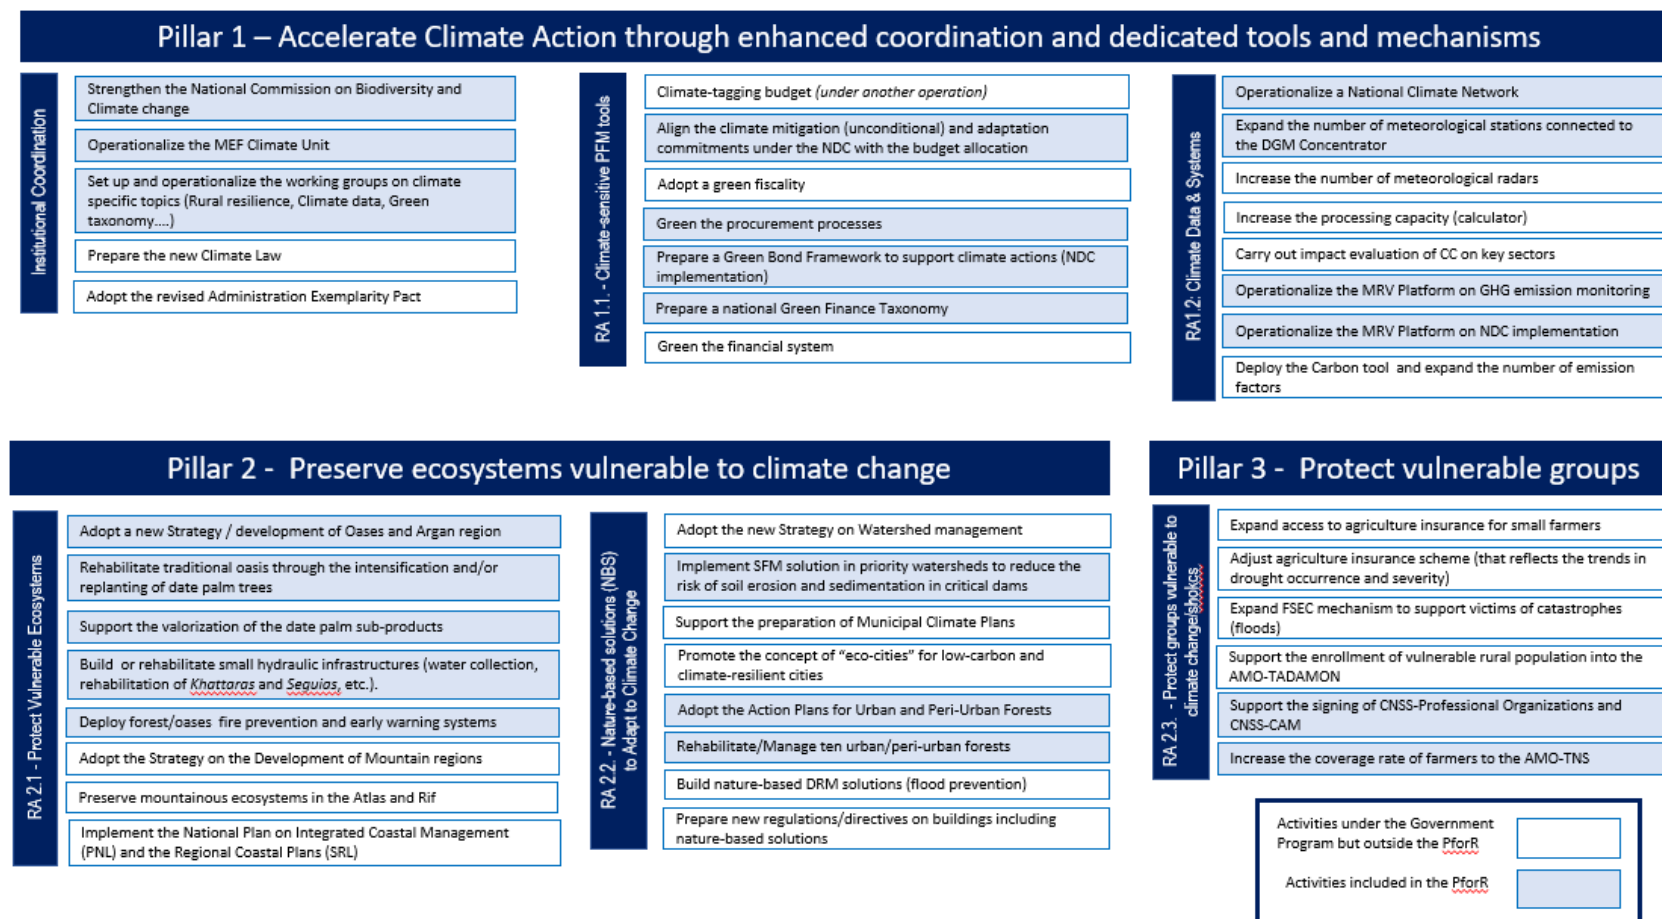 Pillar 1 – Accelerate Climate Action through enhanced coordination and dedicated tools and mechanisms
Institutional Coordination
Strengthen the National Commission on Biodiversity and
Climate change
Operationalize the MEF Climate Unit
Set up and operationalize the working groups on climate
specific topics (Rural resilience, Climate data, Green
taxonomy....)
Prepare the new Climate Law
Adopt the revised Administration Exemplarity Pact
RA 1.1. - Climate-sensitive PFM tools
Climate-tagging budget (under another operation)
Align the climate mitigation (unconditional) and adaptation
commitments under the NDC with the budget allocation
Adopt a green fiscality
Green the procurement processes
Prepare a Green Bond Framework to support climate actions (NDC
implementation)
Prepare a national Green Finance Taxonomy
Green the financial system
RA1.2: Climate Data & Systems
Operationalize a National Climate Network
Expand the number of meteorological stations connected to
the DGM Concentrator
Increase the number of meteorological radars
Increase the processing capacity (calculator)
Carry out impact evaluation of CC on key sectors
Operationalize the MRV Platform on GHG emission monitoring
Operationalize the MRV Platform on NDC implementation
Deploy the Carbon tool and expand the number of emission
factors
Pillar 2 - Preserve ecosystems vulnerable to climate change
RA 2.1 - Protect Vulnerable Ecosystems
Adopt a new Strategy / development of Oases and Argan region
Rehabilitate traditional oasis through the intensification and/or
replanting of date palm trees
Support the valorization of the date palm sub-products
Build or rehabilitate small hydraulic infrastructures (water collection,
rehabilitation of Khattaras and Seguias, etc.).
Deploy forest/oases fire prevention and early warning systems
Adopt the Strategy on the Development of Mountain regions
Preserve mountainous ecosystems in the Atlas and Rif
Implement the National Plan on Integrated Coastal Management
(PNL) and the Regional Coastal Plans (SRL)
RA 2.2. - Nature-based solutions (NBS)
to Adapt to Climate Change
Adopt the new Strategy on Watershed management
Implement SFM solution in priority watersheds to reduce the
risk of soil erosion and sedimentation in critical dams
Support the preparation of Municipal Climate Plans
Promote the concept of “eco-cities” for low-carbon and
climate-resilient cities
Adopt the Action Plans for Urban and Peri-Urban Forests
Rehabilitate/Manage ten urban/peri-urban forests
Build nature-based DRM solutions (flood prevention)
Prepare new regulations/directives on buildings including
nature-based solutions
Pillar 3 - Protect vulnerable groups
RA 2.3. - Protect groups vulnerable to
climate change/shokcs
Expand access to agriculture insurance for small farmers
Adjust agriculture insurance scheme (that reflects the trends in
drought occurrence and severity)
Expand FSEC mechanism to support victims of catastrophes
(floods)
Support the enrollment of vulnerable rural population into the
AMO-TADAMON
Support the signing of CNSS-Professional Organizations and
CNSS-CAM
Increase the coverage rate of farmers to the AMO-TNS
Activities under the Government
Program but outside the PforR
Activities included in the PforR